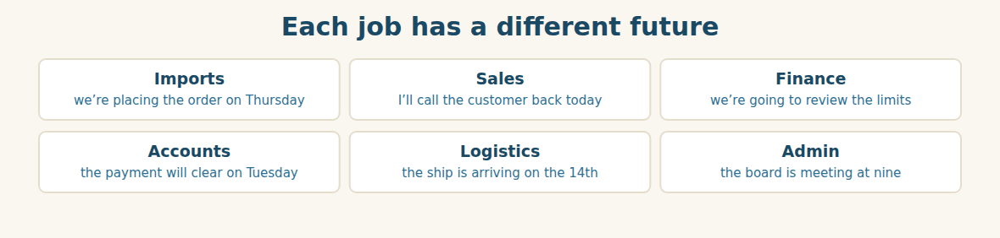 Each job has a different future
Imports
we’re placing the order on Thursday
Sales
I’ll call the customer back today
Finance
we’re going to review the limits
Accounts
the payment will clear on Tuesday
Logistics
the ship is arriving on the 14th
Admin
the board is meeting at nine